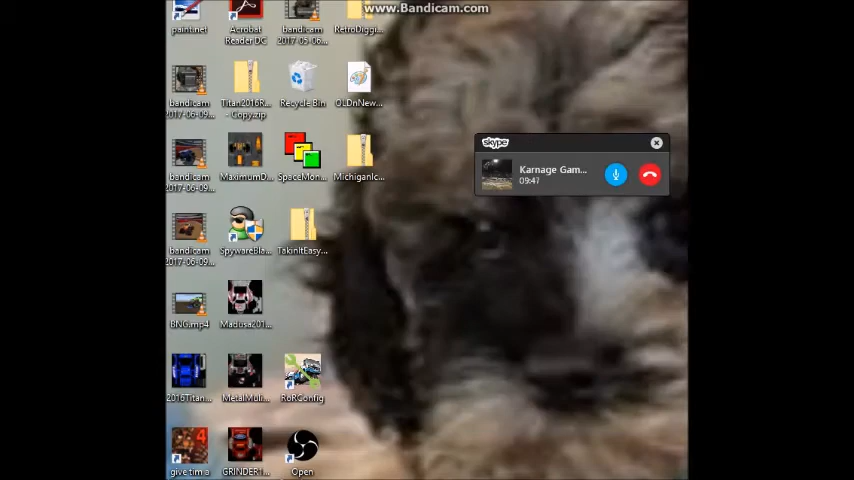 www.Bandicam.com
paint.net
Acrobat
Reader DC
bandicam
2017-05-06...
RetroDiggi...
bandicam
2017-06-09...
Titan2016R...
- Copy.zip
Recycle Bin
OLDnNew...
bandicam
2017-06-09...
MaximumD...
SpaceMon...
MichiganIc...
bandicam
2017-06-09...
SpywareBla...
TakinItEasy...
BNG.mp4
Madusa201...
2016Titan...
MetalMuli...
RoRConfig
4
give tim a
GRINDER1...
Open
skype
Karnage Gam...
09:47